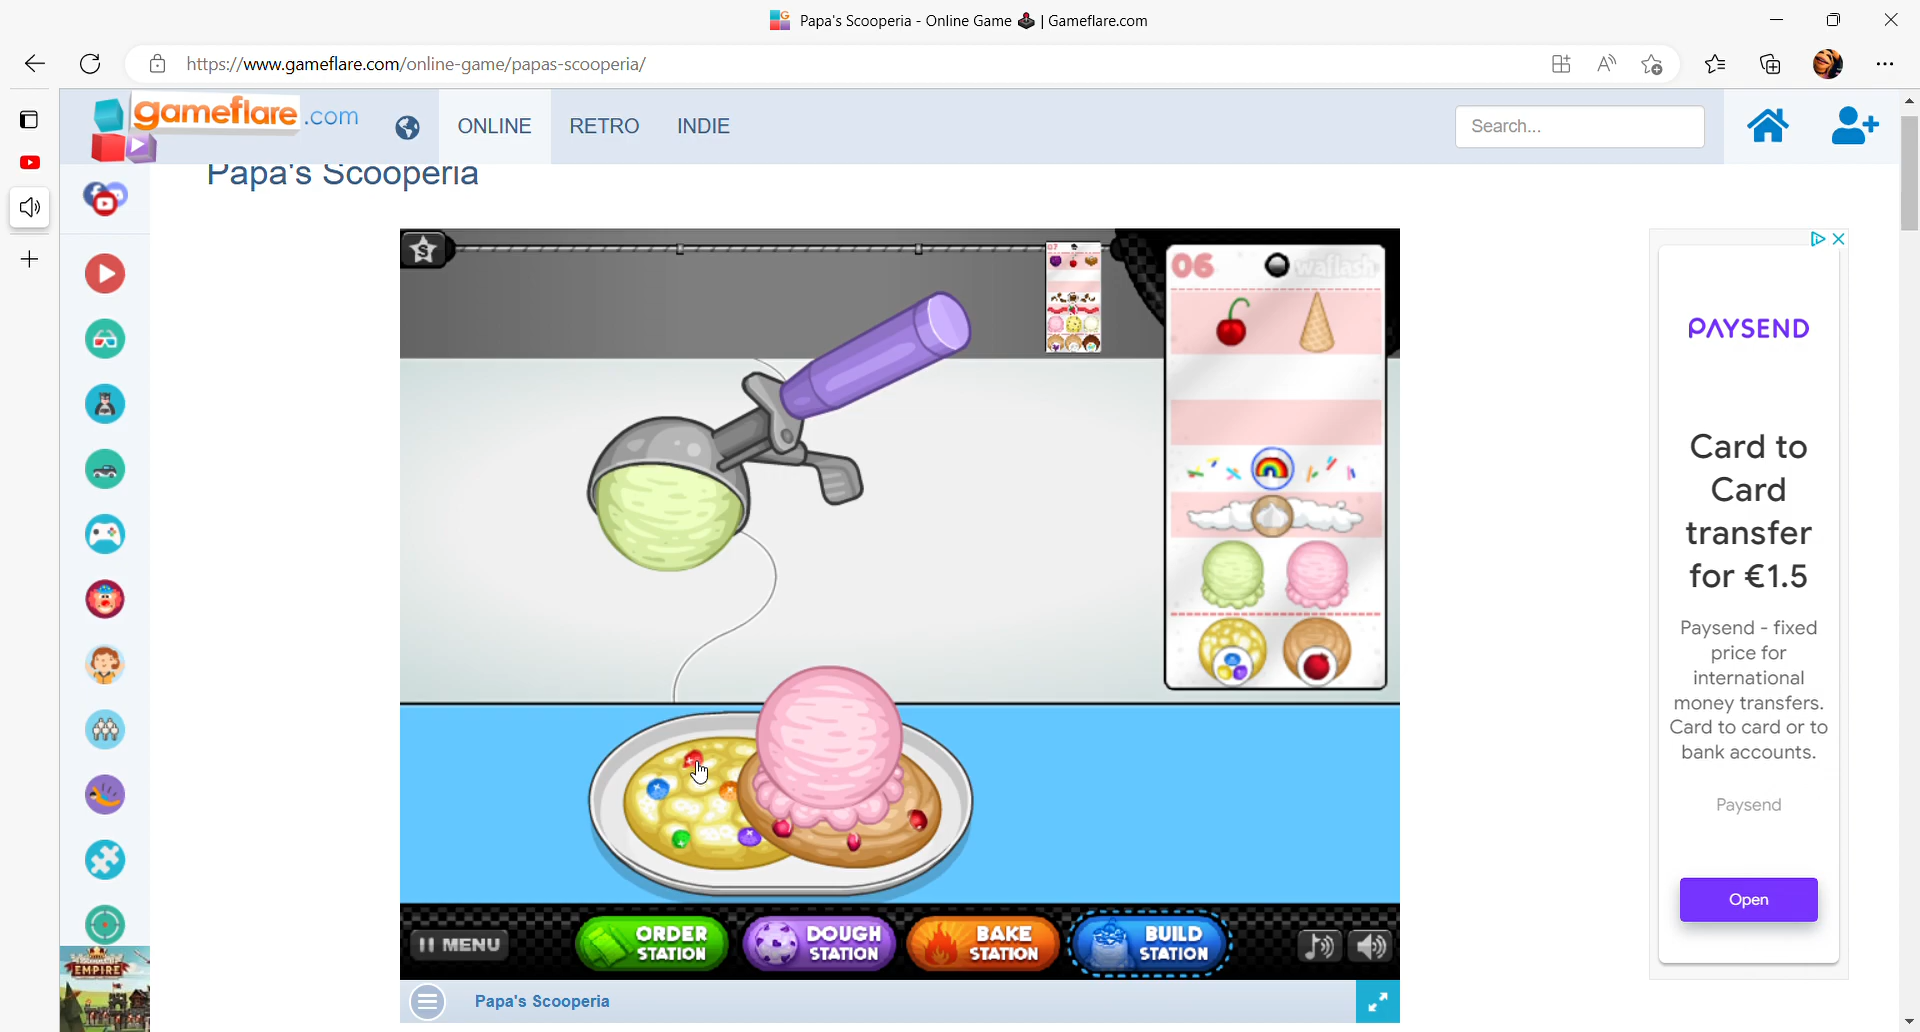 Papa's Scooperia - Online Game 🕹️ | Gameflare.com
https://www.gameflare.com/online-game/papas-scooperia/
gameflare.com
ONLINE
RETRO
INDIE
Search...
Papa's Scooperia
S
07
06
waflash
PAYSEND
Card to
Card
transfer
for €1.5
Paysend - fixed
price for
international
money transfers.
Card to card or to
bank accounts.
Paysend
Open
MENU
ORDER
STATION
DOUGH
STATION
BAKE
STATION
BUILD
STATION
EMPIRE
Papa's Scooperia